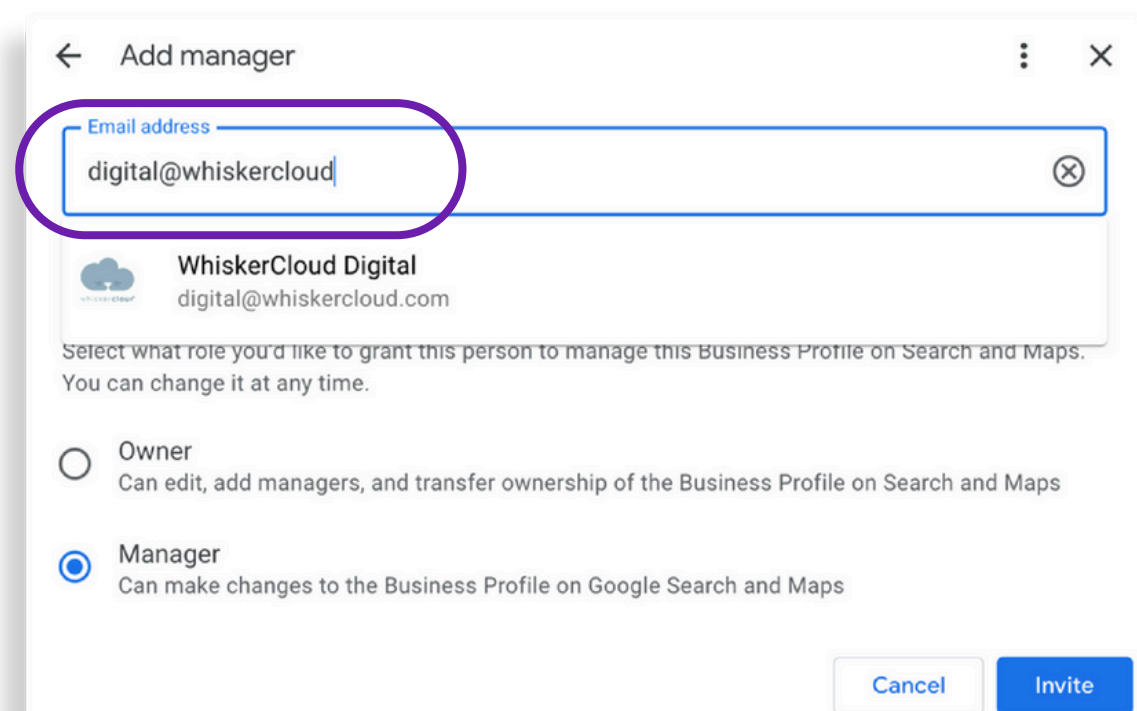 Add manager
Email address
digital@whiskercloud
WhiskerCloud Digital
whiskercloud
digital@whiskercloud.com
Select what role you'd like to grant this person to manage this Business Profile on Search and Maps.
You can change it at any time.
Owner
Can edit, add managers, and transfer ownership of the Business Profile on Search and Maps
Manager
Can make changes to the Business Profile on Google Search and Maps
Cancel
Invite